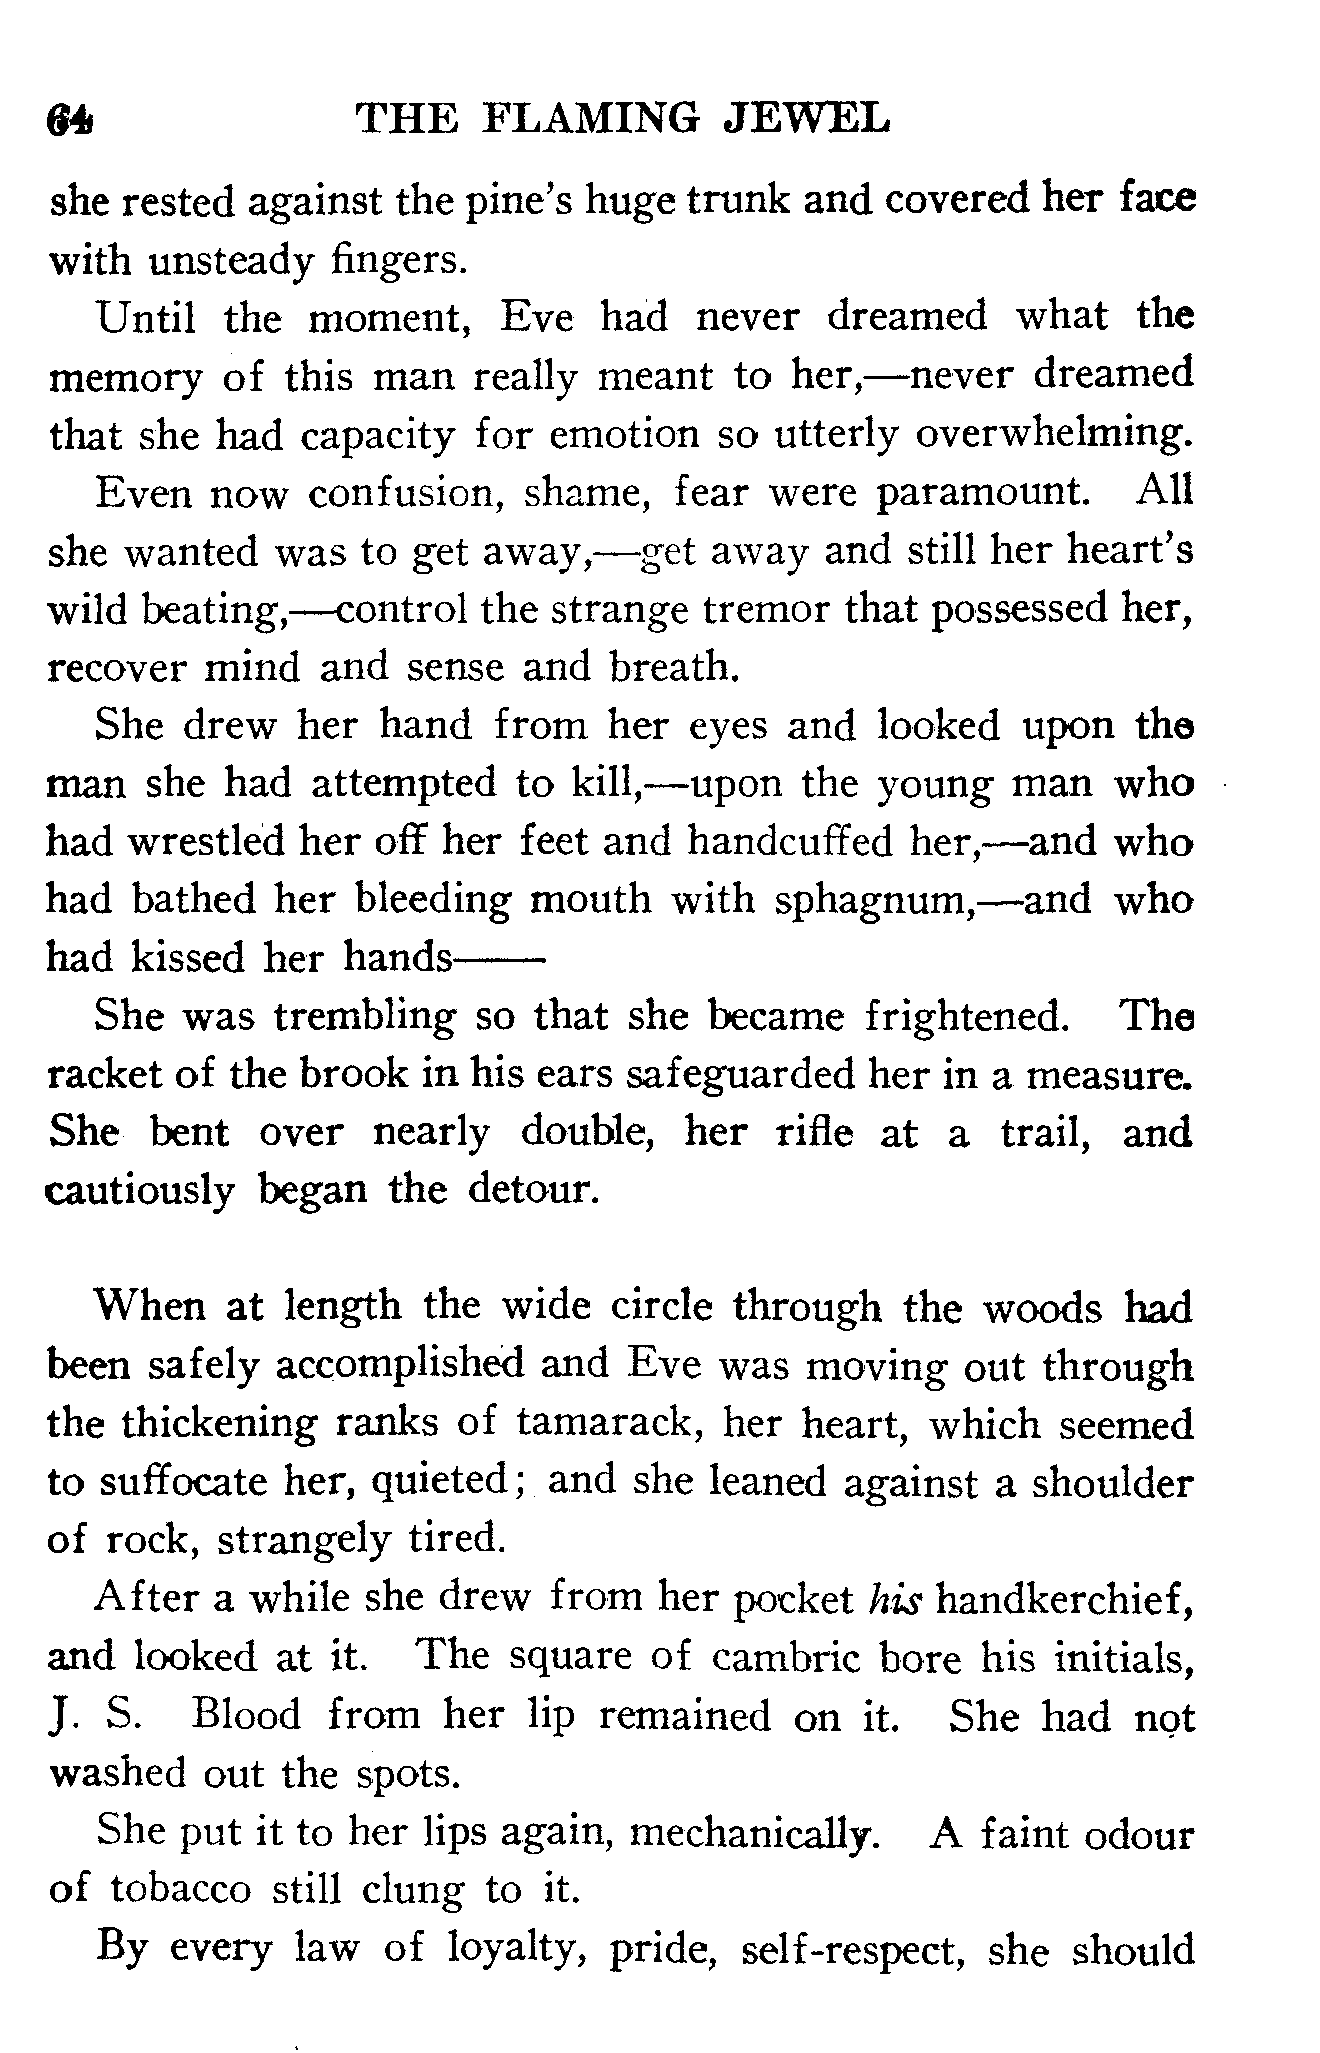 64 THE FLAMING JEWEL
she rested against the pine's huge trunk and covered her face
with unsteady fingers.
Until the moment, Eve had never dreamed what the
memory of this man really meant to her,—never dreamed
that she had capacity for emotion so utterly overwhelming.
Even now confusion, shame, fear were paramount. All
she wanted was to get away,—get away and still her heart's
wild beating,—control the strange tremor that possessed her,
recover mind and sense and breath.
She drew her hand from her eyes and looked upon the
man she had attempted to kill,—upon the young man who
had wrestled her off her feet and handcuffed her,—and who
had bathed her bleeding mouth with sphagnum,—and who
had kissed her hands——
She was trembling so that she became frightened. The
racket of the brook in his ears safeguarded her in a measure.
She bent over nearly double, her rifle at a trail, and
cautiously began the detour.
When at length the wide circle through the woods had
been safely accomplished and Eve was moving out through
the thickening ranks of tamarack, her heart, which seemed
to suffocate her, quieted; and she leaned against a shoulder
of rock, strangely tired.
After a while she drew from her pocket his handkerchief,
and looked at it. The square of cambric bore his initials,
J. S. Blood from her lip remained on it. She had not
washed out the spots.
She put it to her lips again, mechanically. A faint odour
of tobacco still clung to it.
By every law of loyalty, pride, self-respect, she should